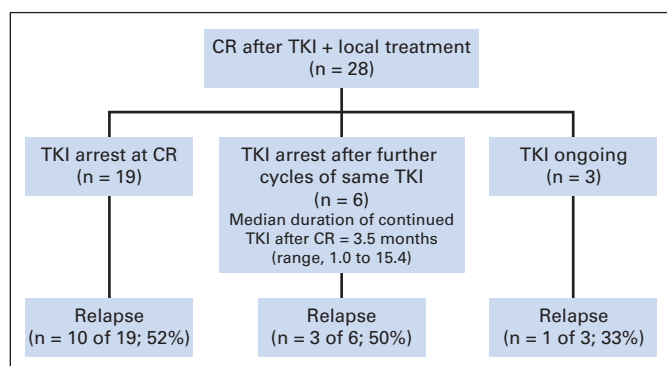 CR after TKI + local treatment
(n = 28)
TKI arrest at CR
(n = 19)
TKI arrest after further
cycles of same TKI
(n = 6)
Median duration of continued
TKI after CR = 3.5 months
(range, 1.0 to 15.4)
TKI ongoing
(n = 3)
Relapse
(n = 10 of 19; 52%)
Relapse
(n = 3 of 6; 50%)
Relapse
(n = 1 of 3; 33%)